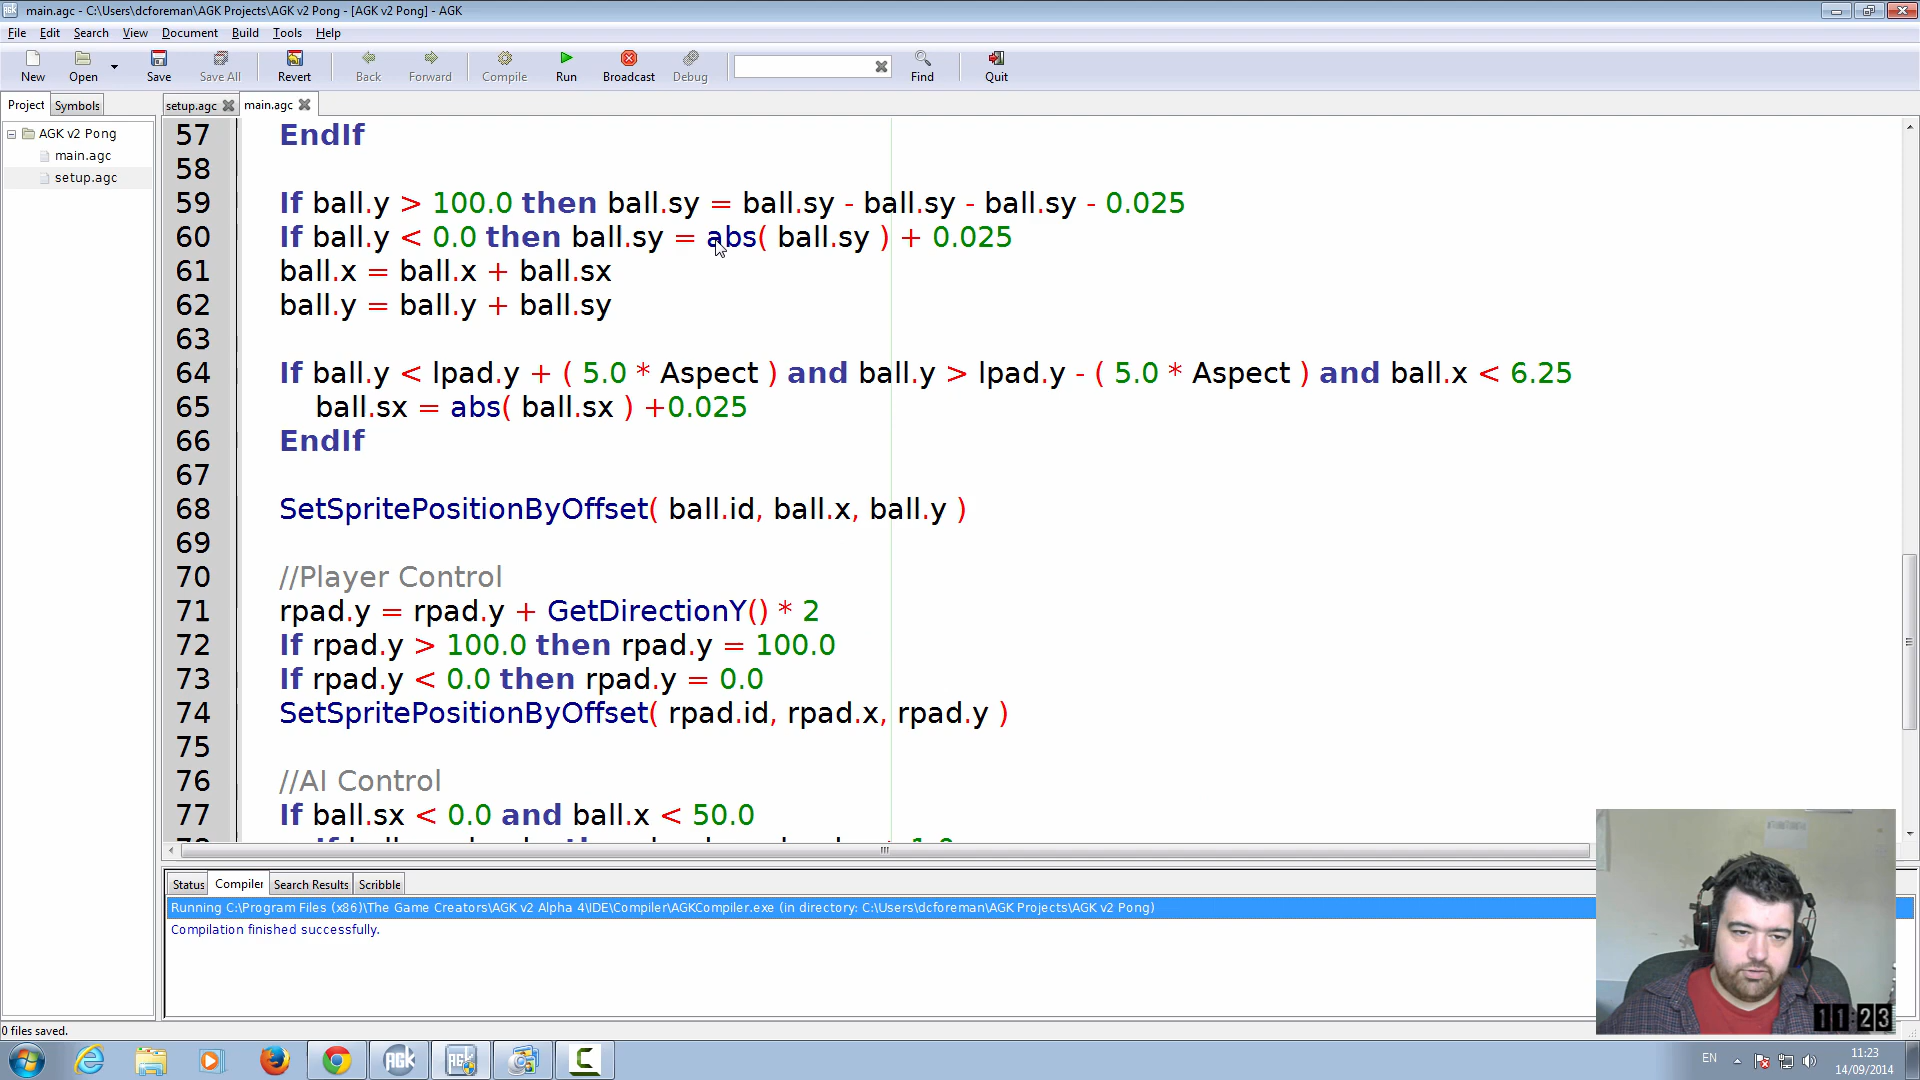 main.agc - C:\Users\dcforeman\AGK Projects\AGK v2 Pong - [AGK v2 Pong] - AGK
File Edit Search View Document Build Tools Help
New Open Save Save All Revert Back Forward Compile Run Broadcast Debug Find Quit
Project Symbols setup.agc main.agc
AGK v2 Pong
main.agc
setup.agc
57 EndIf
58
59 If ball.y > 100.0 then ball.sy = ball.sy - ball.sy - ball.sy - 0.025
60 If ball.y < 0.0 then ball.sy = abs( ball.sy ) + 0.025
61 ball.x = ball.x + ball.sx
62 ball.y = ball.y + ball.sy
63
64 If ball.y < lpad.y + ( 5.0 * Aspect ) and ball.y > lpad.y - ( 5.0 * Aspect ) and ball.x < 6.25
65 ball.sx = abs( ball.sx ) +0.025
66 EndIf
67
68 SetSpritePositionByOffset( ball.id, ball.x, ball.y )
69
70 //Player Control
71 rpad.y = rpad.y + GetDirectionY() * 2
72 If rpad.y > 100.0 then rpad.y = 100.0
73 If rpad.y < 0.0 then rpad.y = 0.0
74 SetSpritePositionByOffset( rpad.id, rpad.x, rpad.y )
75
76 //AI Control
77 If ball.sx < 0.0 and ball.x < 50.0
Status Compiler Search Results Scribble
Running C:\Program Files (x86)\The Game Creators\AGK v2 Alpha 4\IDE\Compiler\AGKCompiler.exe (in directory: C:\Users\dcforeman\AGK Projects\AGK v2 Pong)
Compilation finished successfully.
11:23
0 files saved.
EN
11:23
14/09/2014